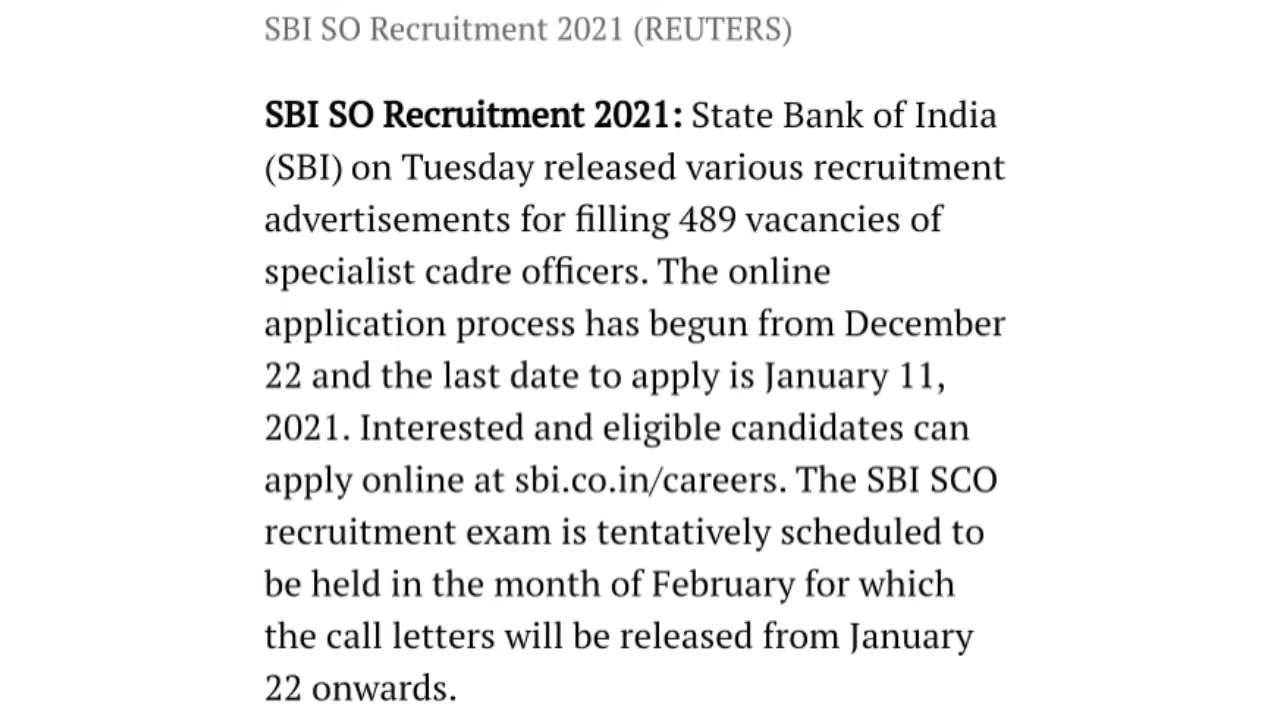 SBI SO Recruitment 2021 (REUTERS)
SBI SO Recruitment 2021: State Bank of India
(SBI) on Tuesday released various recruitment
advertisements for filling 489 vacancies of
specialist cadre officers. The online
application process has begun from December
22 and the last date to apply is January 11,
2021. Interested and eligible candidates can
apply online at sbi.co.in/careers. The SBI SCO
recruitment exam is tentatively scheduled to
be held in the month of February for which
the call letters will be released from January
22 onwards.